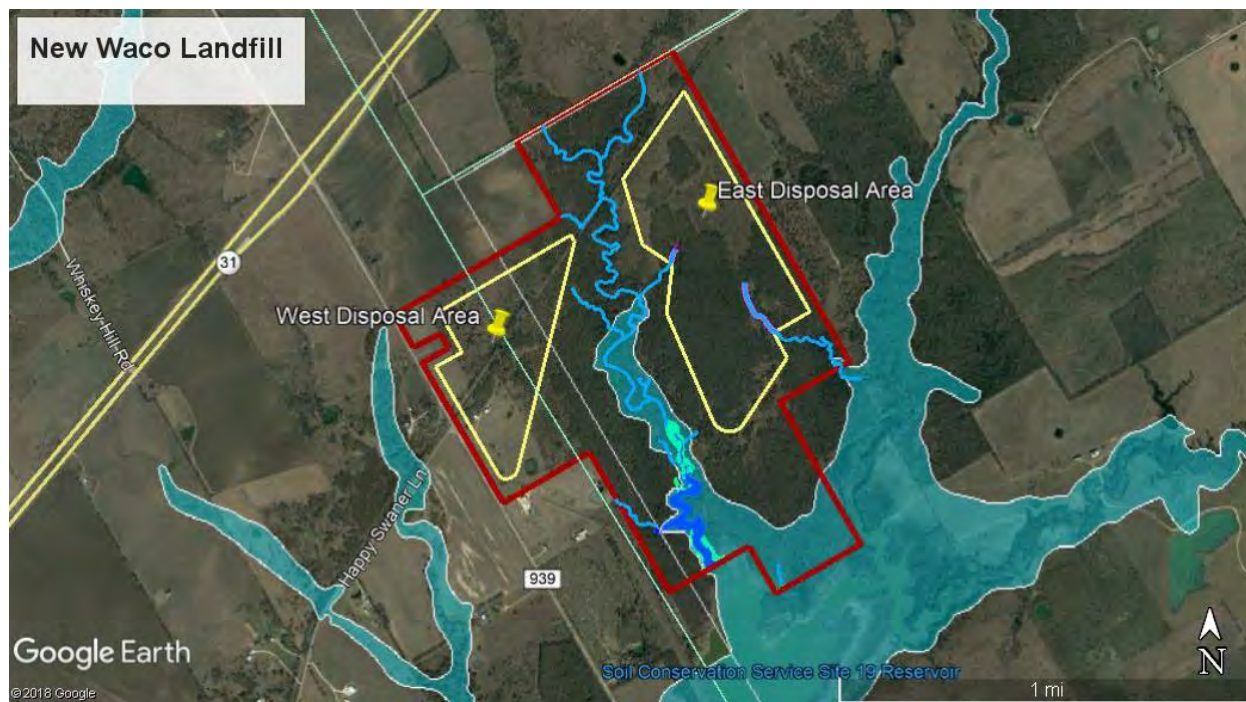 New Waco Landfill
East Disposal Area
31
Whiskey Hill Rd
West Disposal Area
Happy Swaner Ln
939
Google Earth
N
Soil Conservation Service Site 19 Reservoir
©2018 Google
1 mi